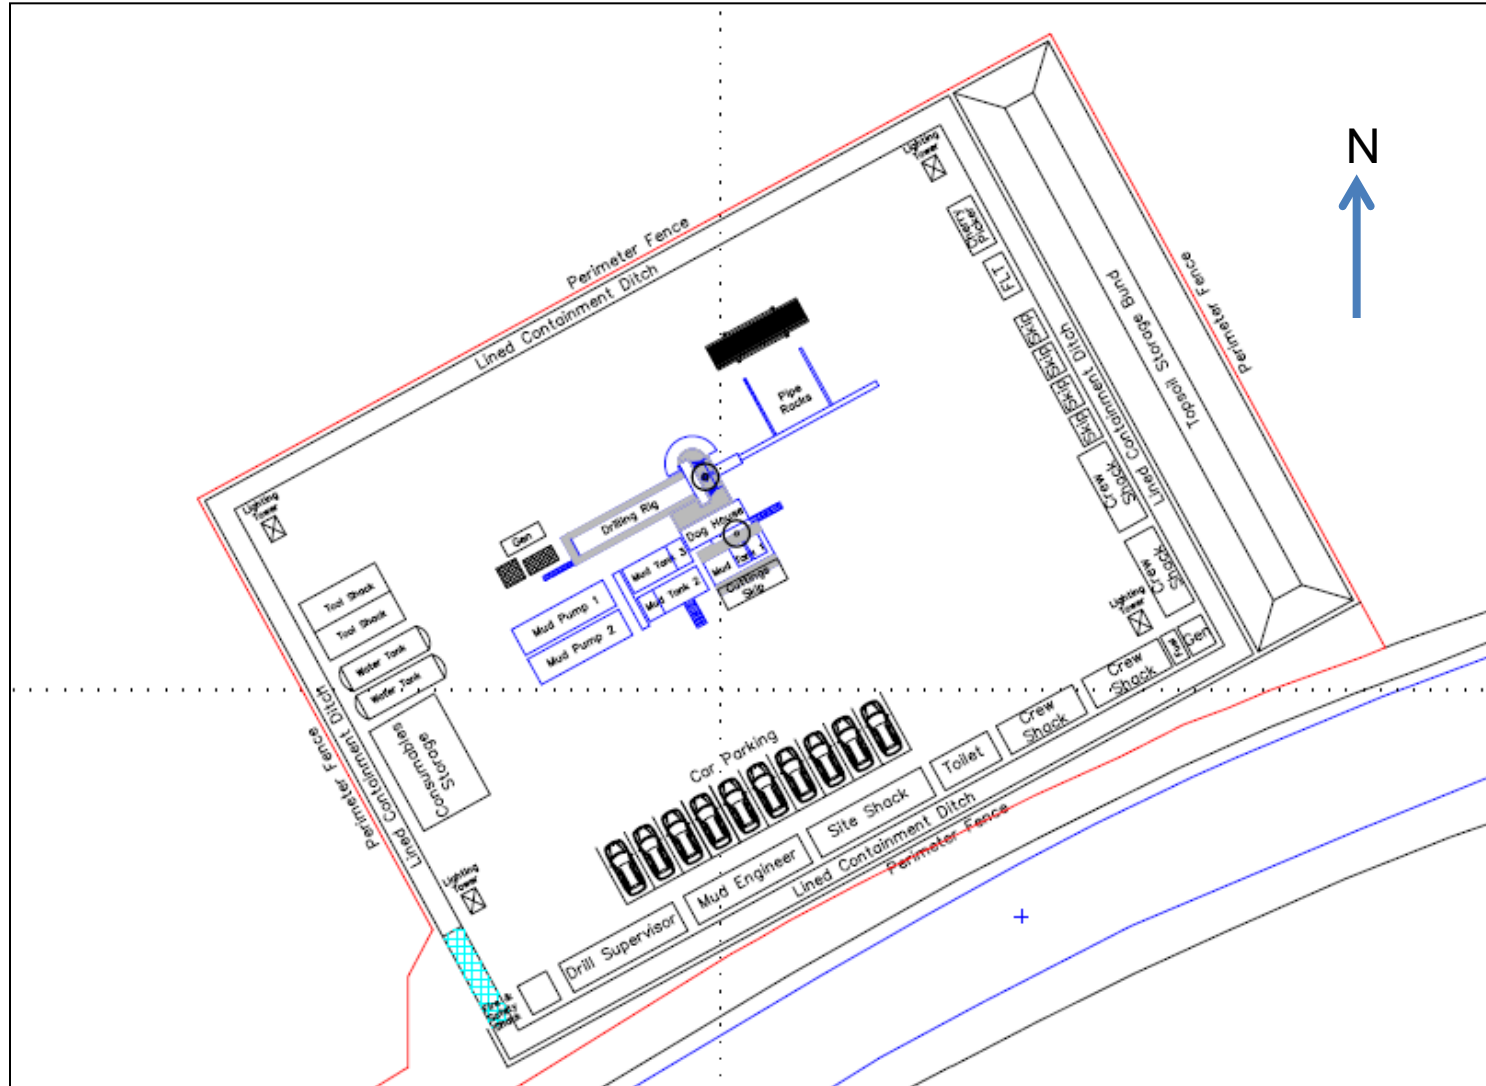 N
Lighting
Tower
Cherry
Picker
FLT
Perimeter Fence
Lined Containment Ditch
Perimeter Fence
Topsoil Storage Bund
Lined Containment Ditch
Skip
Skip
Skip
Skip
Pipe
Racks
Crew
Shack
Crew
Shack
Lighting
Tower
Drilling Rig
Dog House
Gen
Lighting
Tower
Mud Tank 3
Mud Tank 1
Mud Tank 2
Cuttings
Skip
Mud Pump 1
Mud Pump 2
Tool Shack
Tool Shack
Water Tank
Water Tank
Consumables
Storage
Perimeter Fence
Lined Containment Ditch
Lighting
Tower
Car Parking
Gen
Fuel
Crew
Shack
Crew
Shack
Toilet
Site Shack
Mud Engineer
Drill Supervisor
Lined Containment Ditch
Perimeter Fence
Fire &
Safety
Shack